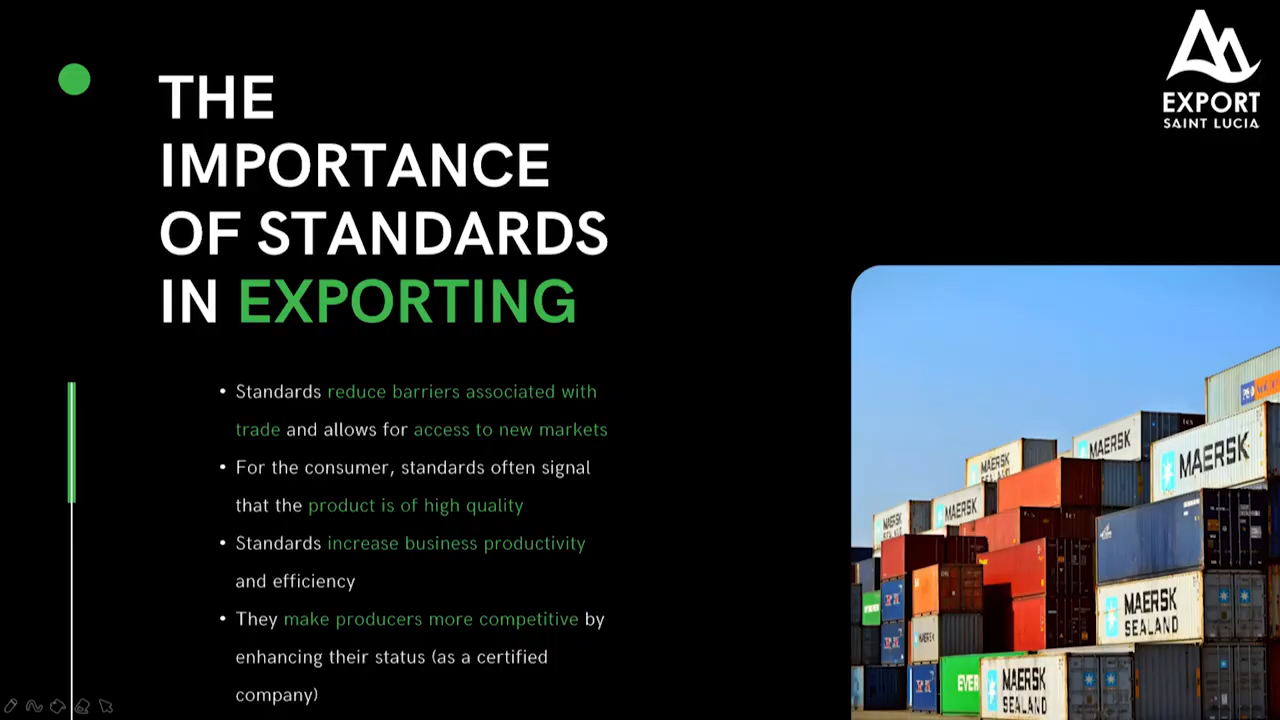 THE
IMPORTANCE
OF STANDARDS
IN EXPORTING
EXPORT
SAINT LUCIA
• Standards reduce barriers associated with
trade and allows for access to new markets
• For the consumer, standards often signal
that the product is of high quality
• Standards increase business productivity
and efficiency
• They make producers more competitive by
enhancing their status (as a certified
company)
MAERSK
MAERSK
MAERSK
MAERSK
MAERSK
MAERSK
SEALAND
MAERSK
EVER
MAERSK
SEALAND